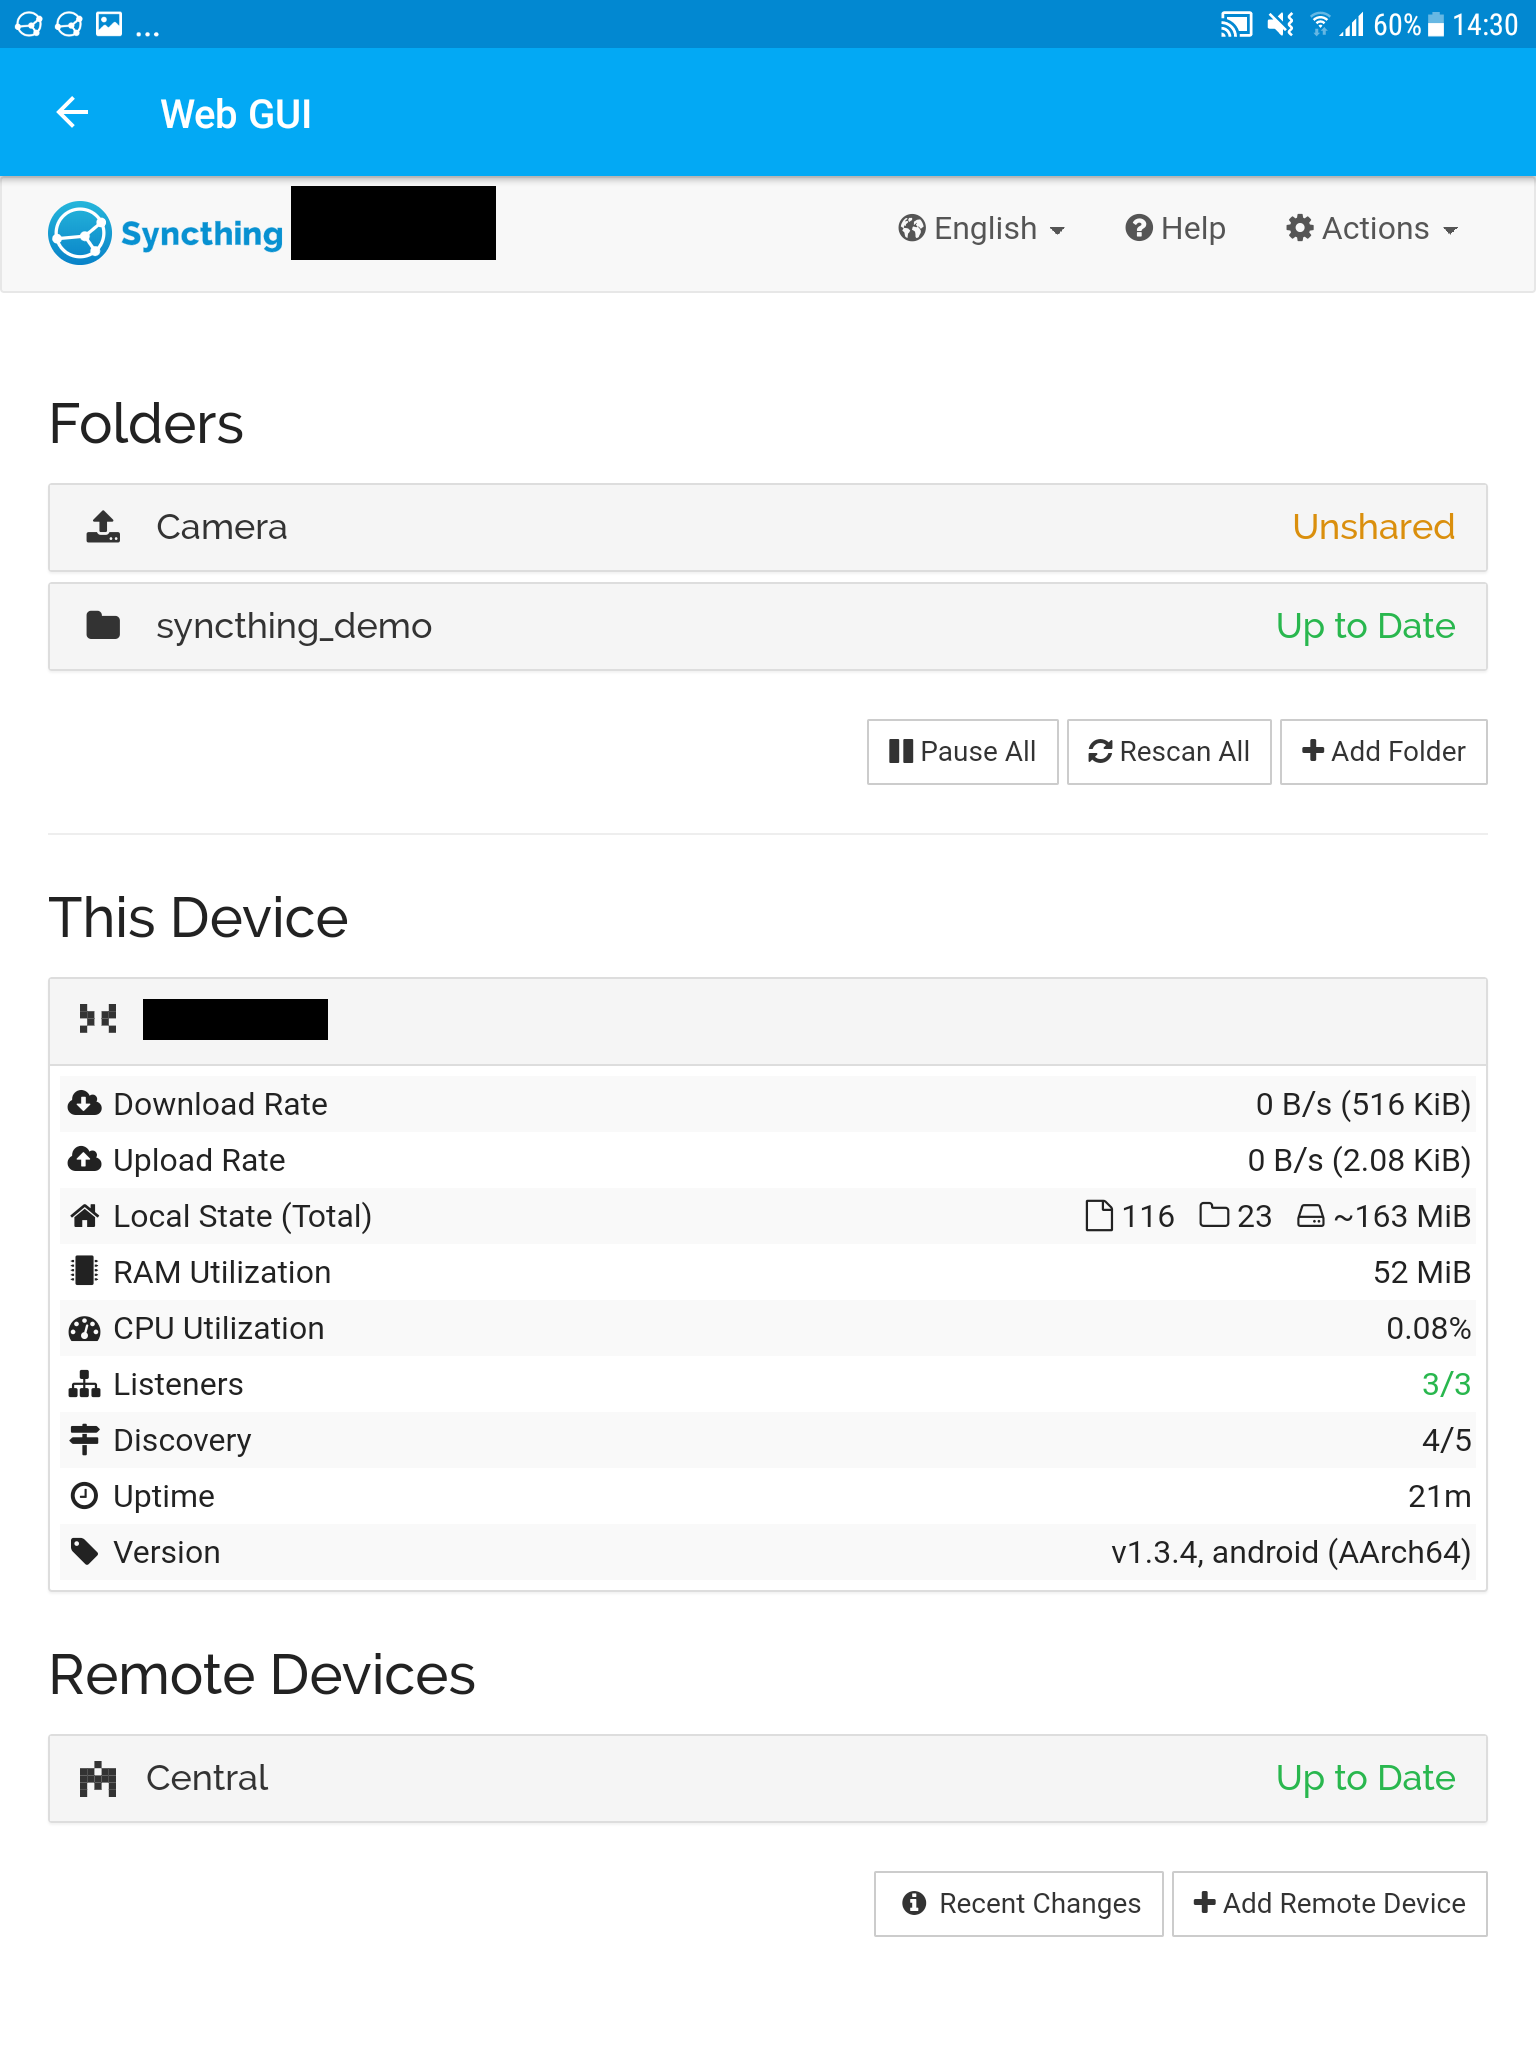 ... 60% 14:30
Web GUI
Syncthing English Help Actions
Folders
Camera Unshared
syncthing_demo Up to Date
Pause All Rescan All Add Folder
This Device
Download Rate 0 B/s (516 KiB)
Upload Rate 0 B/s (2.08 KiB)
Local State (Total) 116 23 ~163 MiB
RAM Utilization 52 MiB
CPU Utilization 0.08%
Listeners 3/3
Discovery 4/5
Uptime 21m
Version v1.3.4, android (AArch64)
Remote Devices
Central Up to Date
Recent Changes Add Remote Device